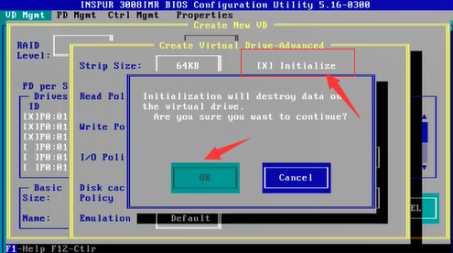 INSPUR 3008IMR BIOS Configuration Utility 5.16-0300
VD Mgmt PD Mgmt Ctrl Mgmt Properties
Create New VD
RAID
Level:
Create Virtual Drive-Advanced
Strip Size: 64KB [X] Initialize
PD per S
Drives
ID
[X]P0:01
[X]P0:01
[X]P0:01
[ ]P0:01
[ ]P0:01
Read Pol
Write Po
I/O Poli
Disk cac
Policy
Emulation Default
Initialization will destroy data on
the virtual drive.
Are you sure you want to continue?
OK Cancel
Basic
Size:
Name:
EL
F1-Help F12-Ctlr